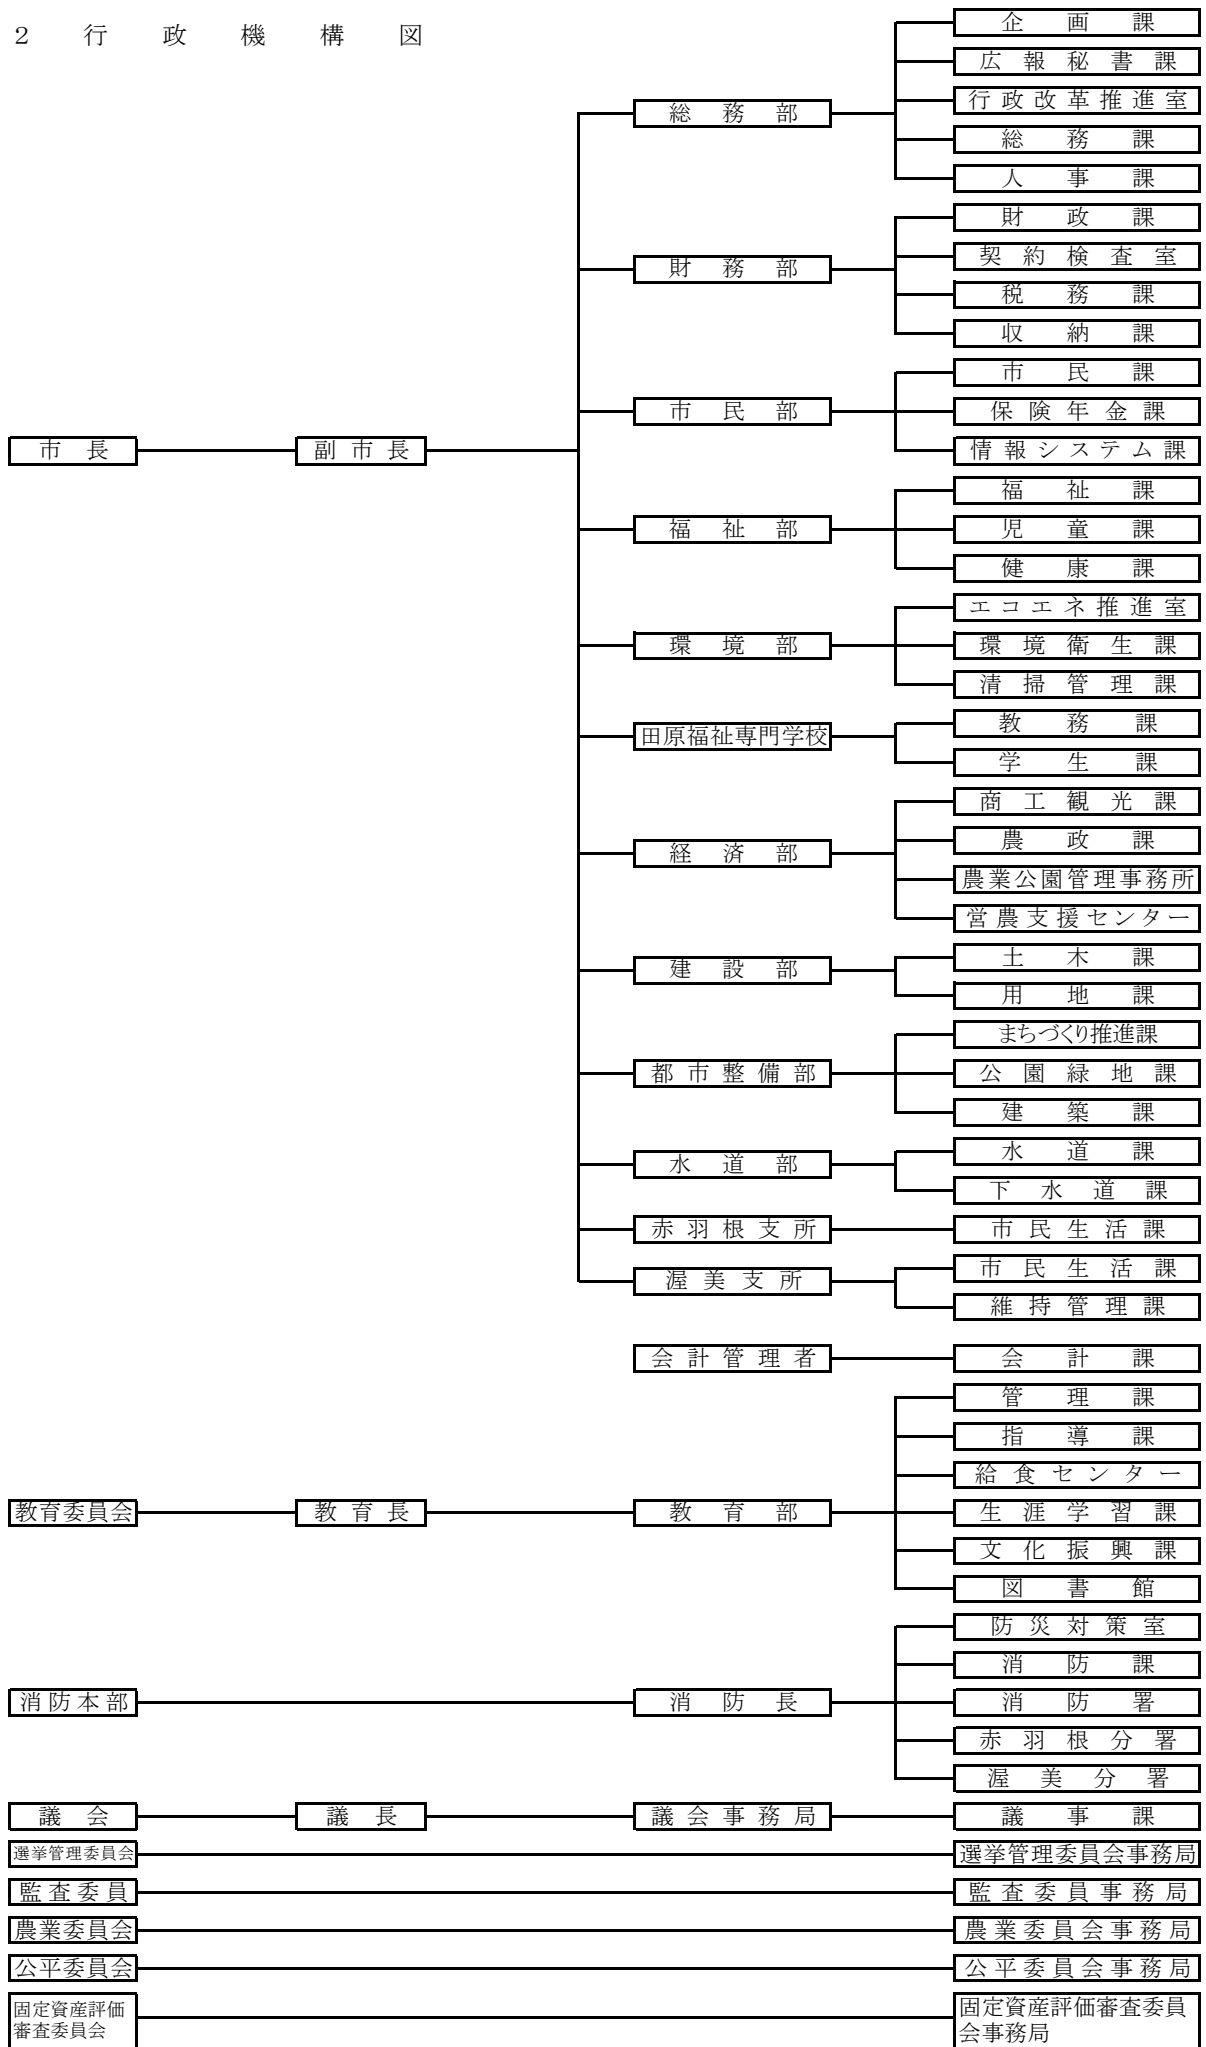 2 行政機構図
企画課
広報秘書課
総務部
行政改革推進室
総務課
人事課
財政課
財務部
契約検査室
税務課
収納課
市民課
市民部
保険年金課
市長
副市長
情報システム課
福祉課
福祉部
児童課
健康課
エコエネ推進室
環境部
環境衛生課
清掃管理課
田原福祉専門学校
教務課
学生課
商工観光課
経済部
農政課
農業公園管理事務所
営農支援センター
建設部
土木課
用地課
まちづくり推進課
都市整備部
公園緑地課
建築課
水道部
水道課
下水道課
赤羽根支所
市民生活課
渥美支所
市民生活課
維持管理課
会計管理者
会計課
管理課
指導課
給食センター
教育委員会
教育長
教育部
生涯学習課
文化振興課
図書館
防災対策室
消防課
消防本部
消防長
消防署
赤羽根分署
渥美分署
議会
議長
議会事務局
議事課
選挙管理委員会
選挙管理委員会事務局
監査委員
監査委員事務局
農業委員会
農業委員会事務局
公平委員会
公平委員会事務局
固定資産評価
審査委員会
固定資産評価審査委員
会事務局